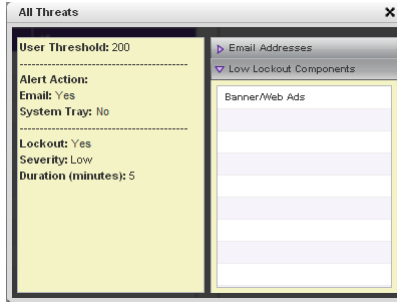 All Threats
User Threshold: 200
----------------------------------------
Alert Action:
Email: Yes
System Tray: No
----------------------------------------
Lockout: Yes
Severity: Low
Duration (minutes): 5
Email Addresses
Low Lockout Components
Banner/Web Ads